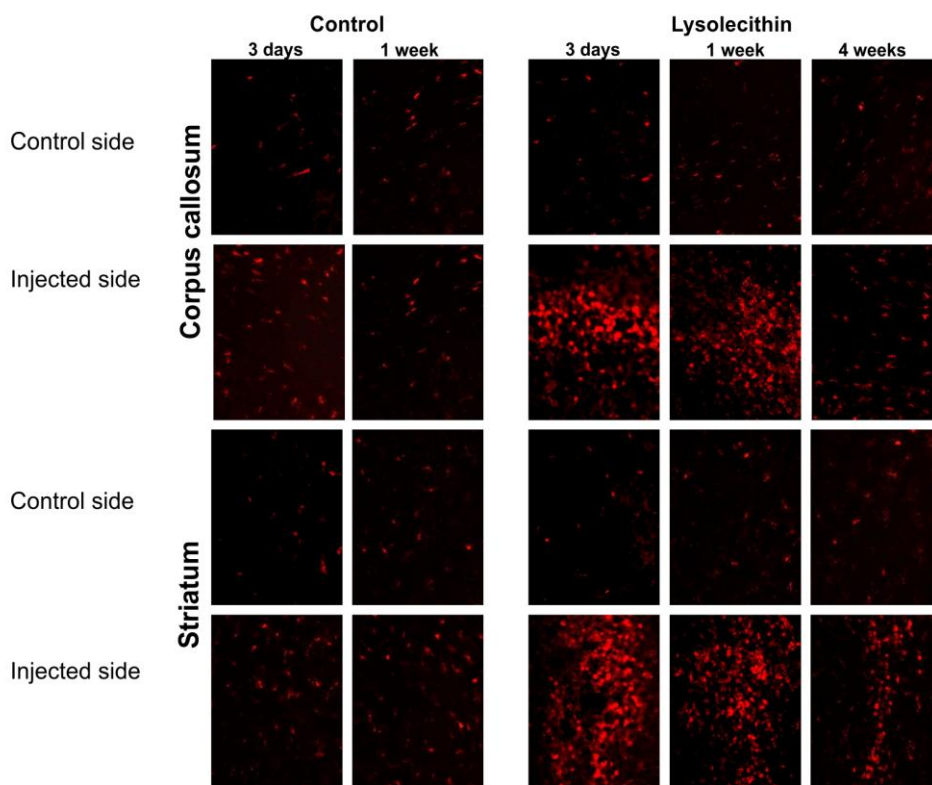 Control Lysolecithin
3 days 1 week 3 days 1 week 4 weeks
Corpus callosum
Control side
Injected side
Striatum
Control side
Injected side